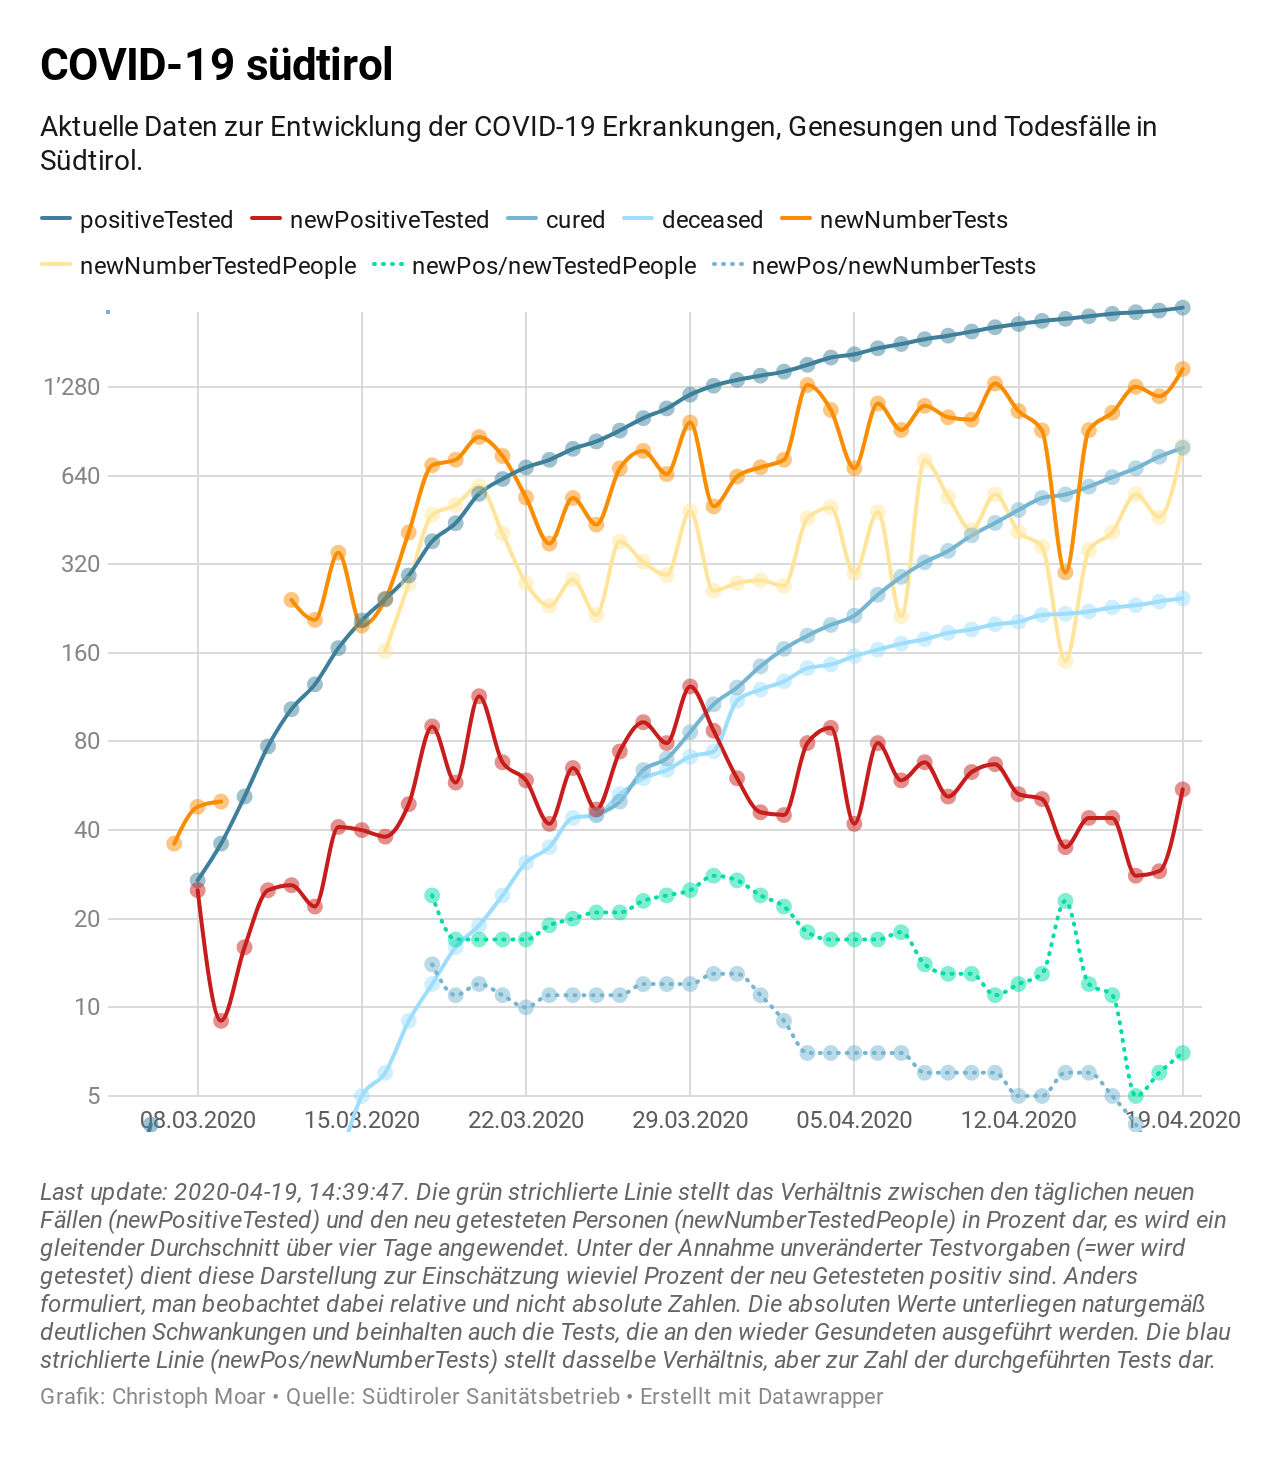 COVID-19 südtirol
Aktuelle Daten zur Entwicklung der COVID-19 Erkrankungen, Genesungen und Todesfälle in
Südtirol.
positiveTested newPositiveTested cured deceased newNumberTests
newNumberTestedPeople newPos/newTestedPeople newPos/newNumberTests
1’280
640
320
160
80
40
20
10
5
08.03.2020 15.03.2020 22.03.2020 29.03.2020 05.04.2020 12.04.2020 19.04.2020
Last update: 2020-04-19, 14:39:47. Die grün strichlierte Linie stellt das Verhältnis zwischen den täglichen neuen
Fällen (newPositiveTested) und den neu getesteten Personen (newNumberTestedPeople) in Prozent dar, es wird ein
gleitender Durchschnitt über vier Tage angewendet. Unter der Annahme unveränderter Testvorgaben (=wer wird
getestet) dient diese Darstellung zur Einschätzung wieviel Prozent der neu Getesteten positiv sind. Anders
formuliert, man beobachtet dabei relative und nicht absolute Zahlen. Die absoluten Werte unterliegen naturgemäß
deutlichen Schwankungen und beinhalten auch die Tests, die an den wieder Gesundeten ausgeführt werden. Die blau
strichlierte Linie (newPos/newNumberTests) stellt dasselbe Verhältnis, aber zur Zahl der durchgeführten Tests dar.
Grafik: Christoph Moar • Quelle: Südtiroler Sanitätsbetrieb • Erstellt mit Datawrapper